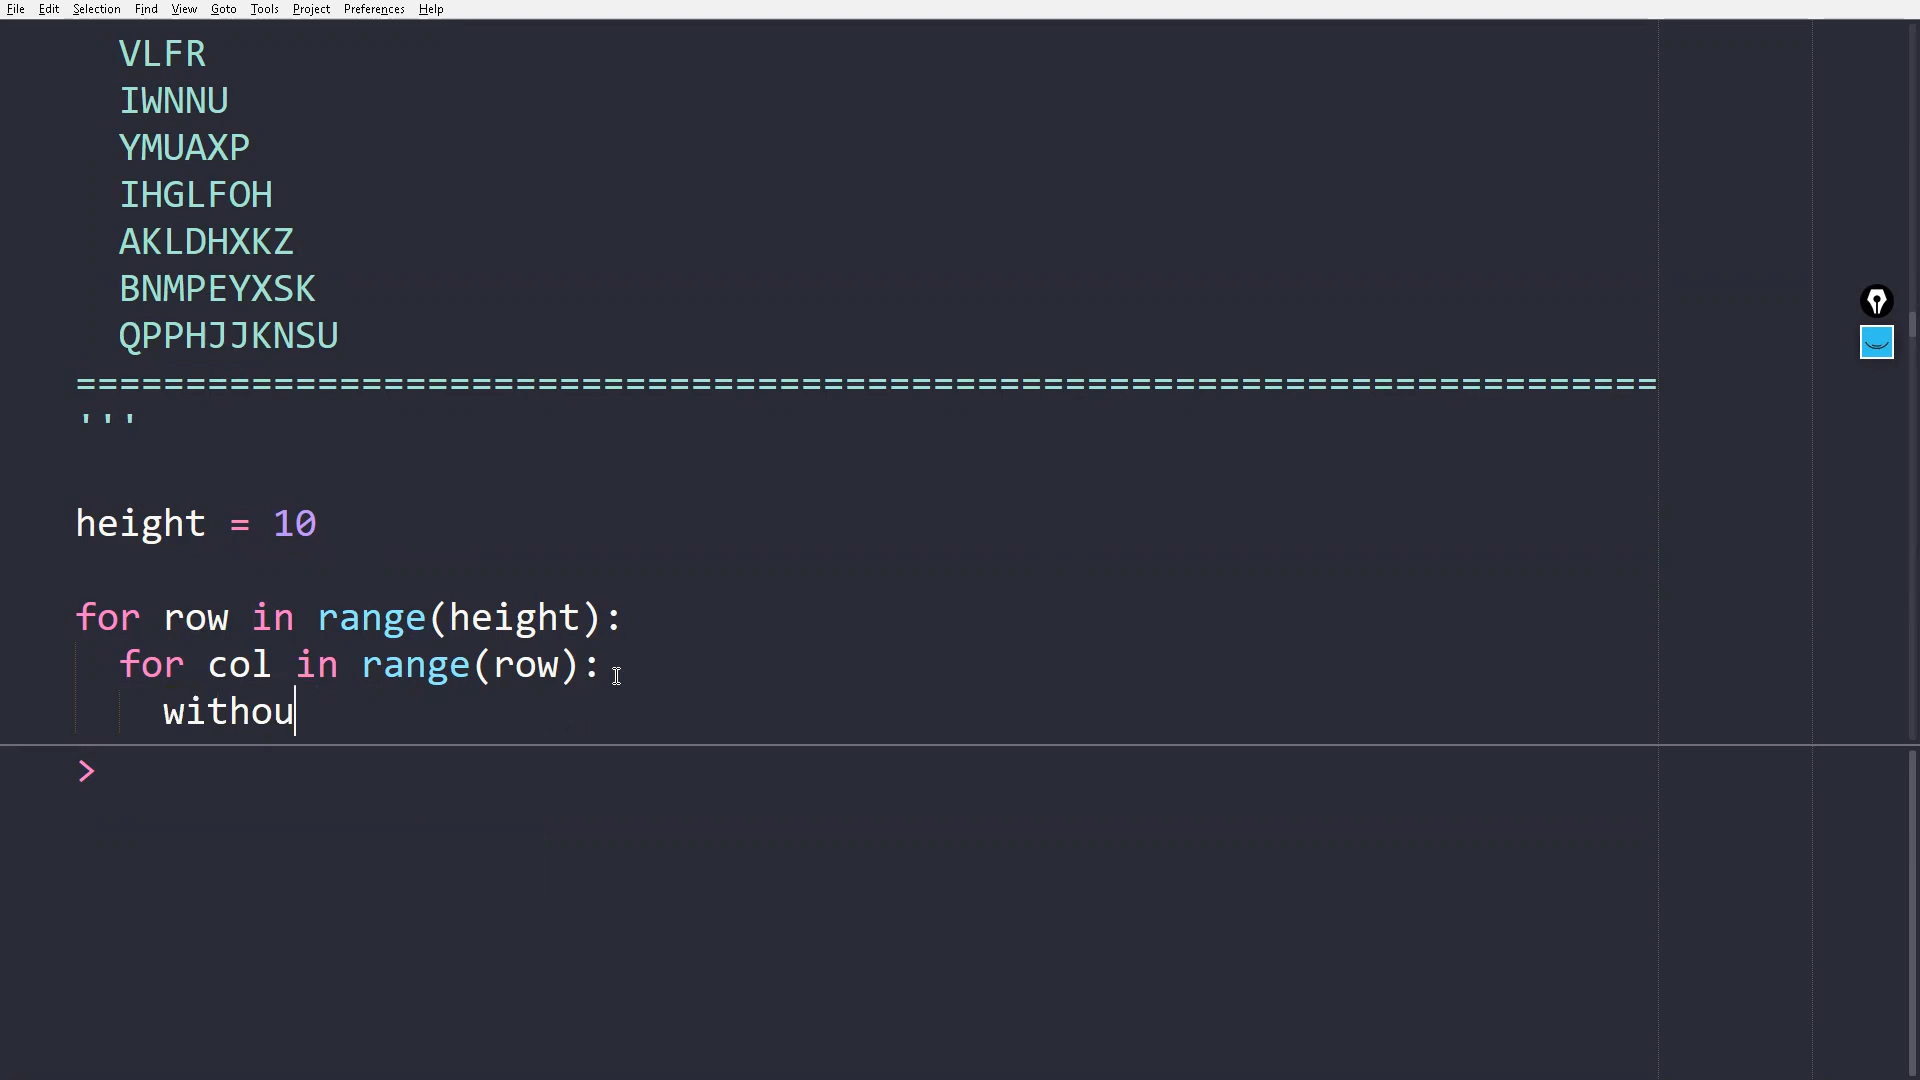 File Edit Selection Find View Goto Tools Project Preferences Help
VLFR
IWNNU
YMUAXP
IHGLFOH
AKLDHXKZ
BNMPEYXSK
QPPHJJKNSU
========================================================================
'''
height = 10
for row in range(height):
for col in range(row):
withou
>